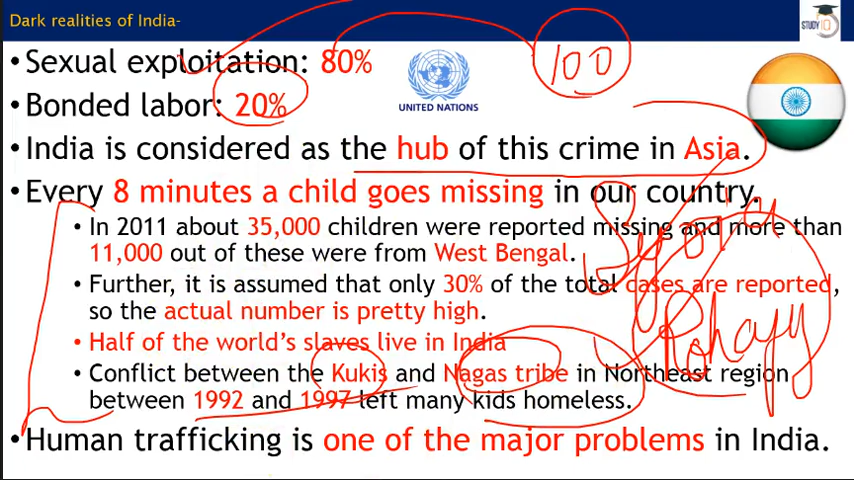 Dark realities of India-
STUDY IQ
•Sexual exploitation: 80%
100
•Bonded labor: 20%
UNITED NATIONS
•India is considered as the hub of this crime in Asia.
•Every 8 minutes a child goes missing in our country.
• In 2011 about 35,000 children were reported missing and more than
11,000 out of these were from West Bengal.
• Further, it is assumed that only 30% of the total cases are reported,
so the actual number is pretty high.
• Half of the world's slaves live in India
• Conflict between the Kukis and Nagas tribe in Northeast region
between 1992 and 1997 left many kids homeless.
•Human trafficking is one of the major problems in India.